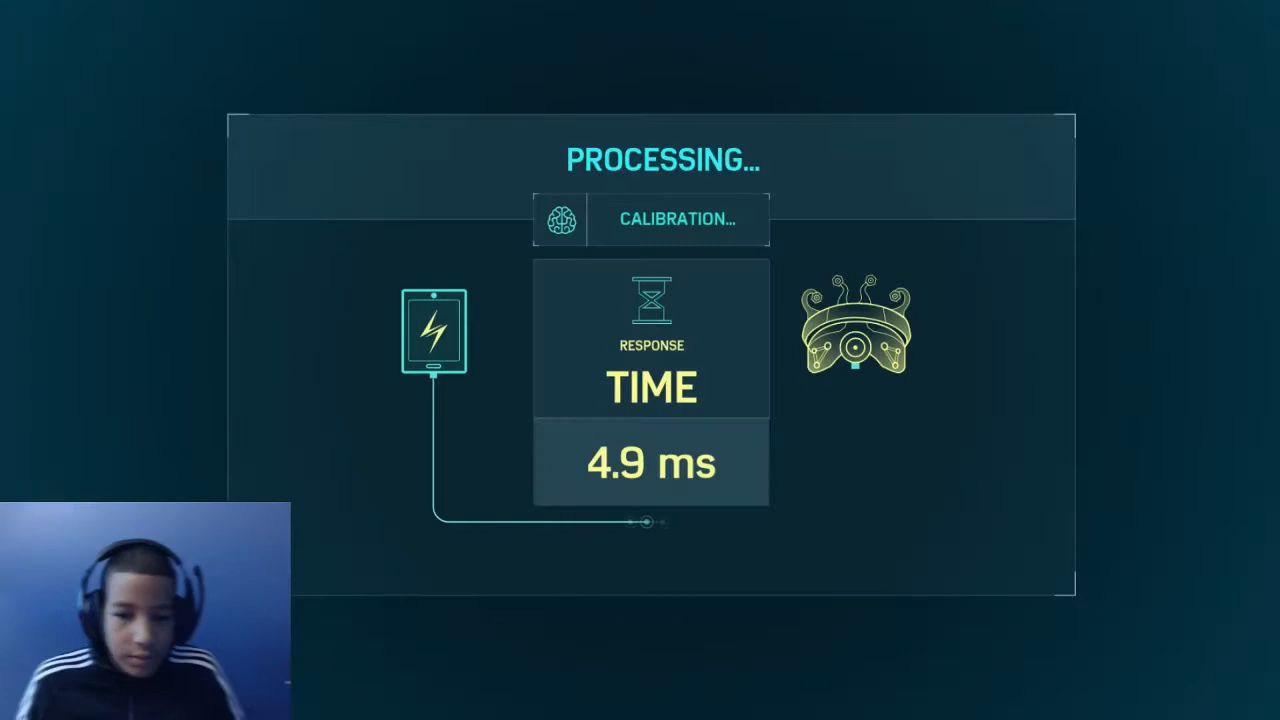 PROCESSING...
CALIBRATION...
RESPONSE
TIME
4.9 ms